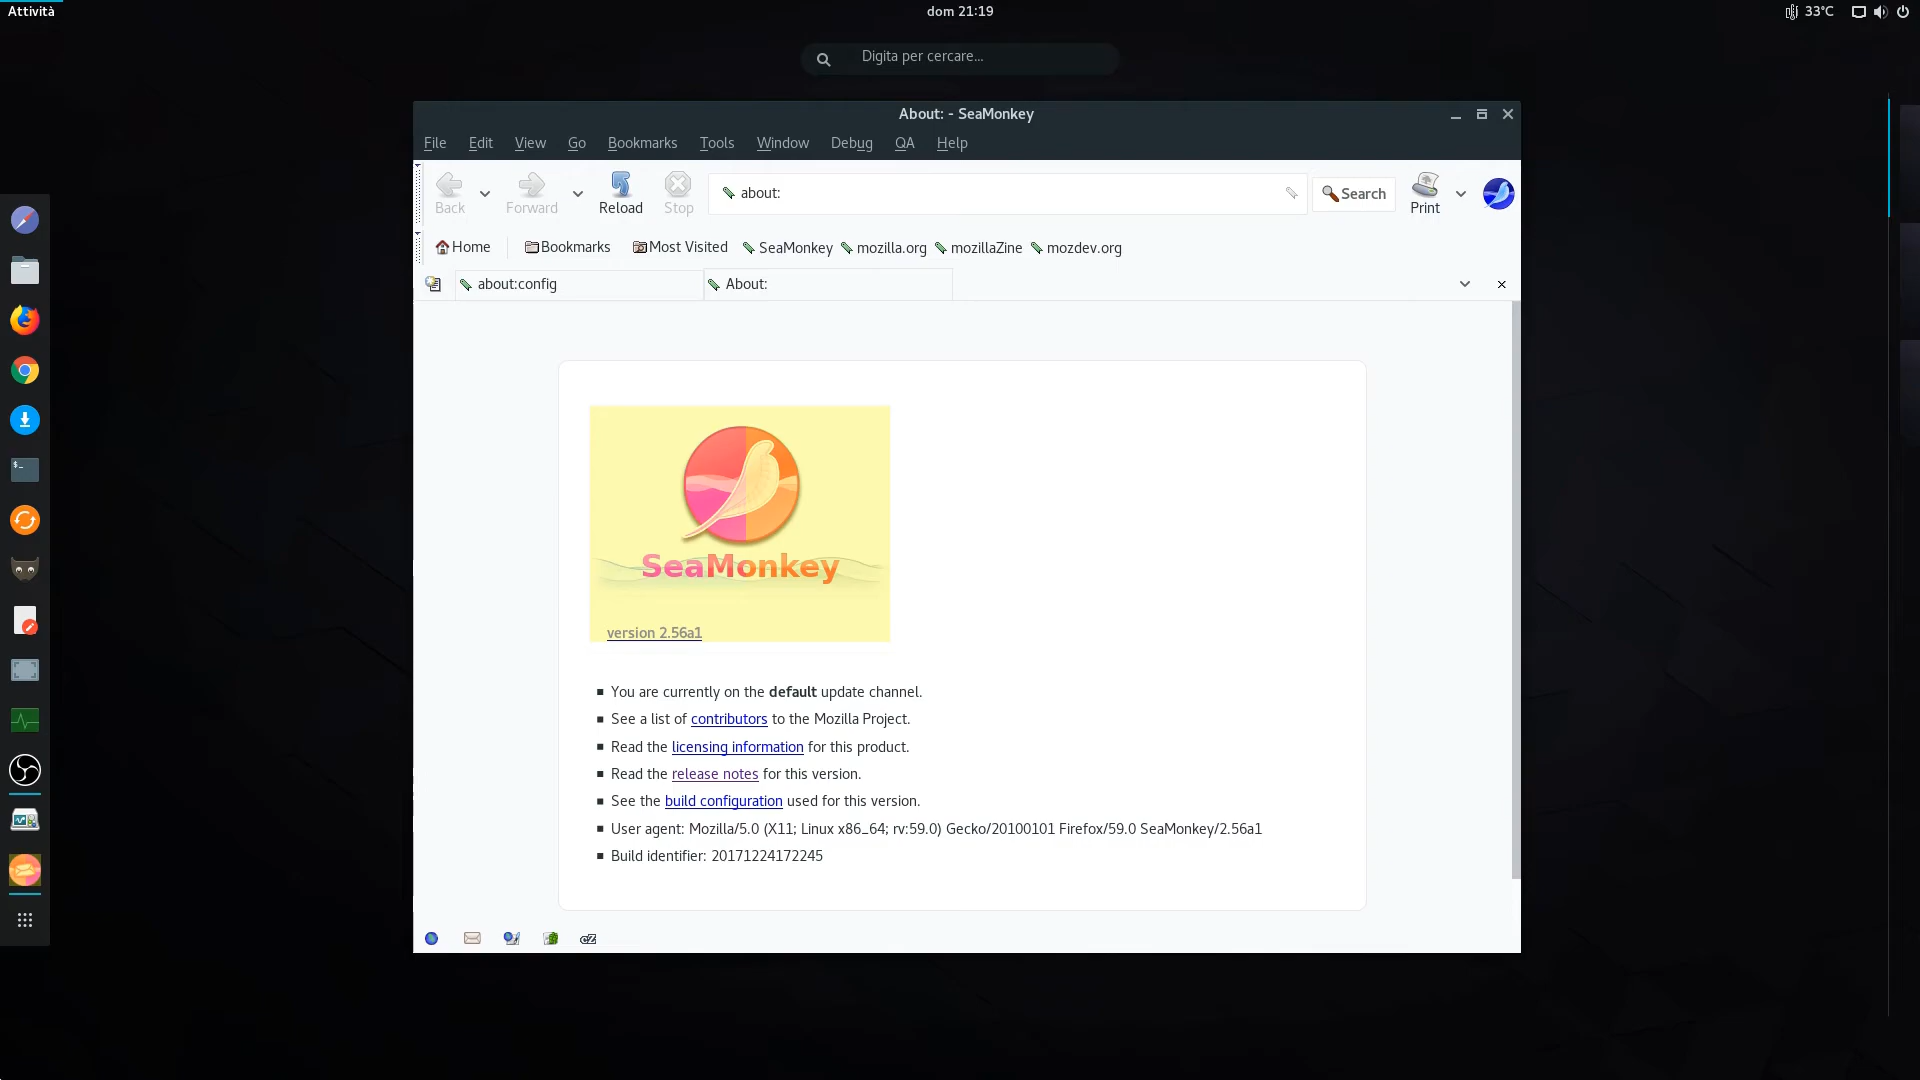 Attività
dom 21:19
33°C
Digita per cercare...
About: - SeaMonkey
File Edit View Go Bookmarks Tools Window Debug QA Help
Back Forward Reload Stop about: Search Print
Home Bookmarks Most Visited SeaMonkey mozilla.org mozillaZine mozdev.org
about:config About:
SeaMonkey
version 2.56a1
You are currently on the default update channel.
See a list of contributors to the Mozilla Project.
Read the licensing information for this product.
Read the release notes for this version.
See the build configuration used for this version.
User agent: Mozilla/5.0 (X11; Linux x86_64; rv:59.0) Gecko/20100101 Firefox/59.0 SeaMonkey/2.56a1
Build identifier: 20171224172245
cZ
$-